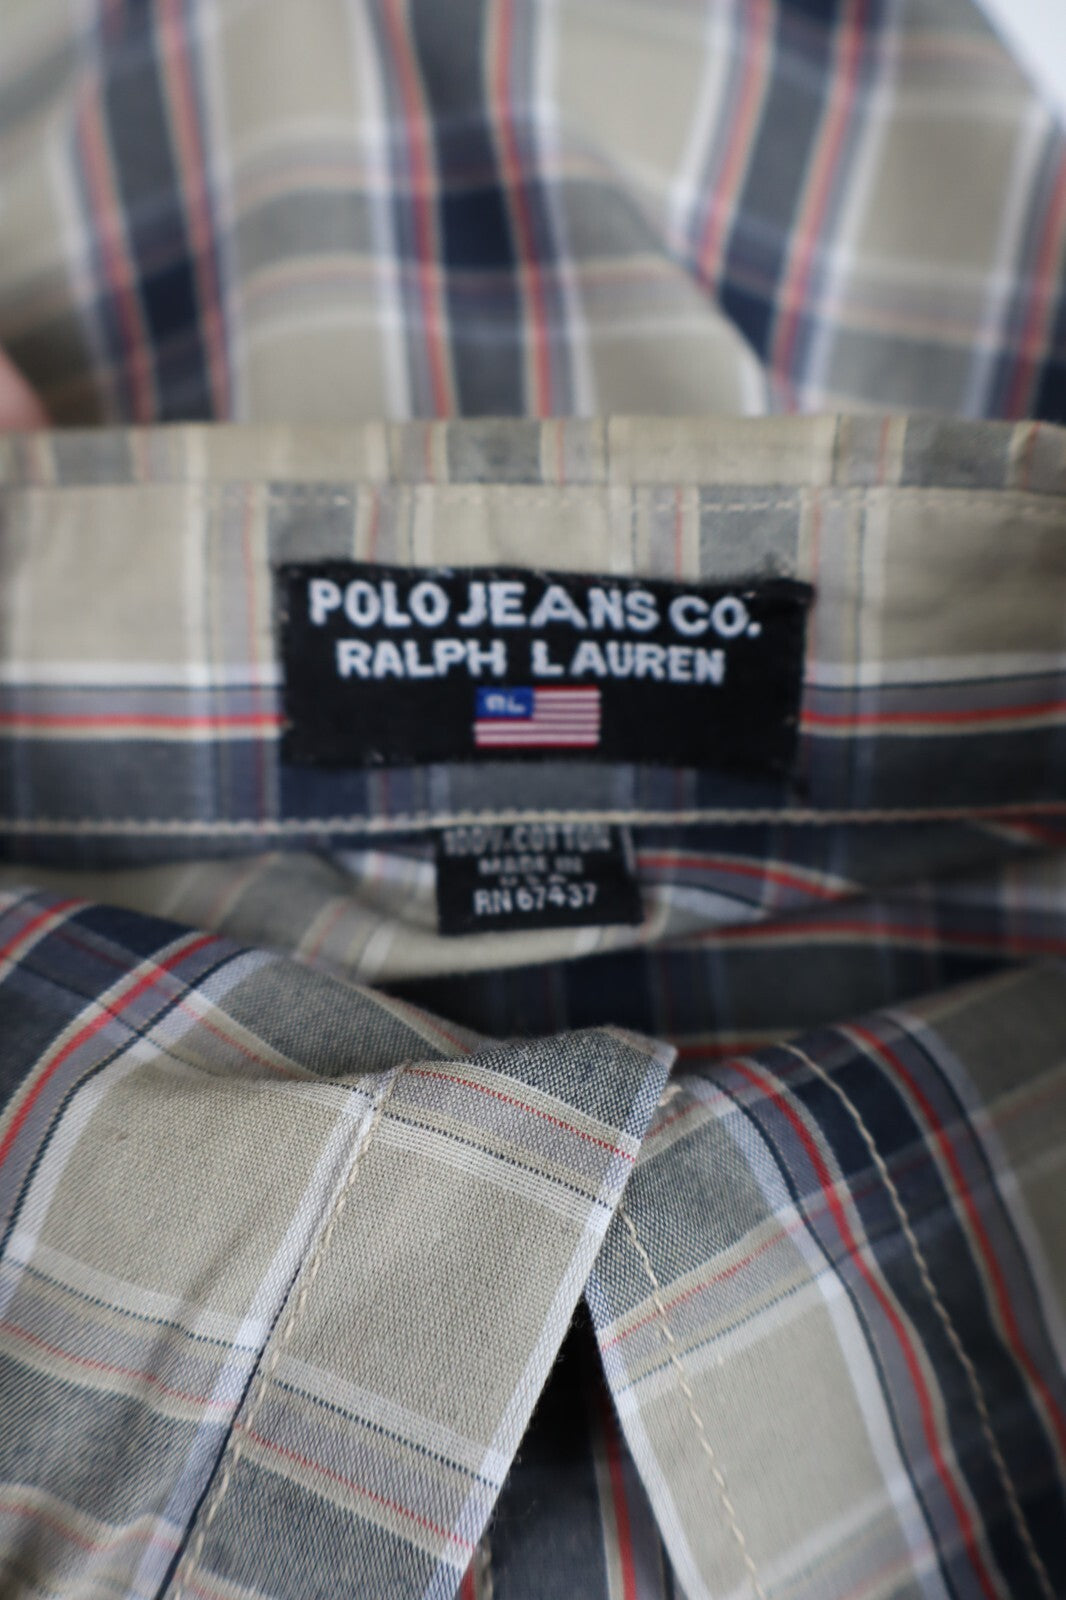 POLO JEANS CO.
RALPH LAUREN
RL
100% COTTON
MADE IN
U.S.A.
RN 67437